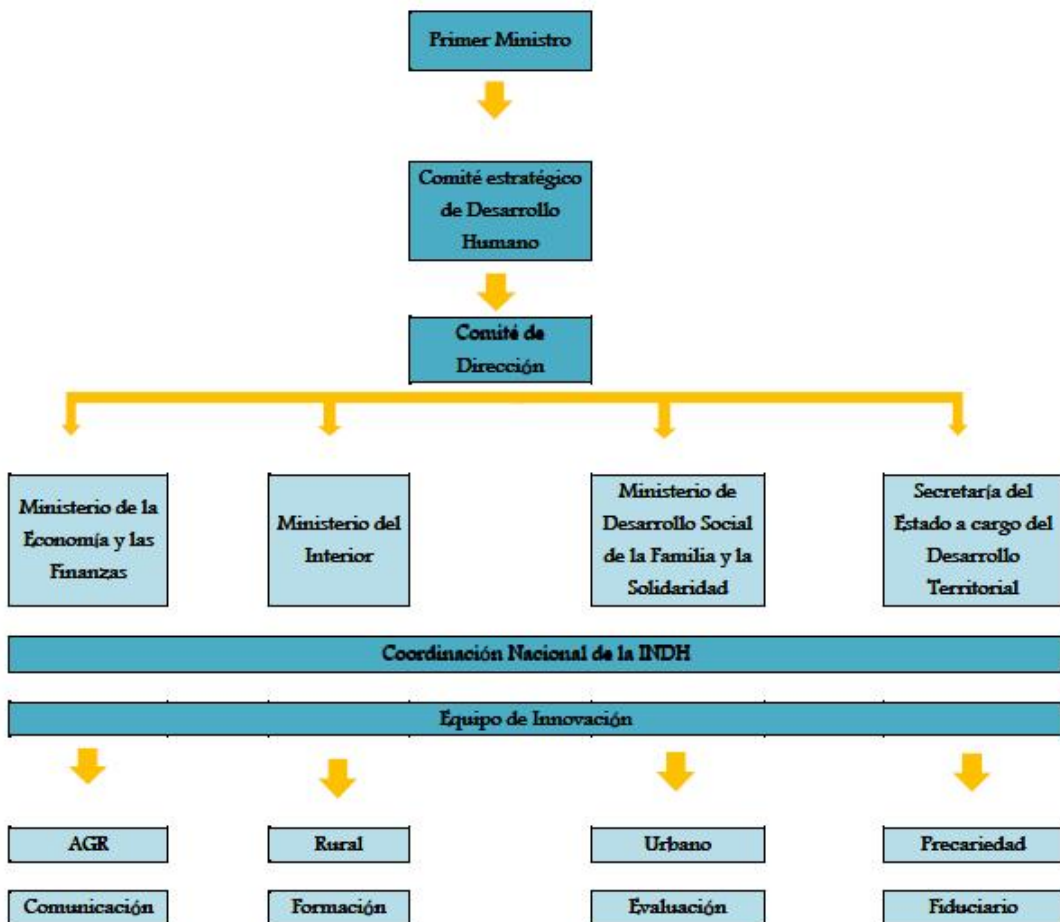 Primer Ministro
Comité estratégico
de Desarrollo
Humano
Comité de
Dirección
Ministerio de la
Economía y las
Finanzas
Ministerio del
Interior
Ministerio de
Desarrollo Social
de la Familia y la
Solidaridad
Secretaría del
Estado a cargo del
Desarrollo
Territorial
Coordinación Nacional de la INDH
Equipo de Innovación
AGR
Rural
Urbano
Precariedad
Comunicación
Formación
Evaluación
Fiduciario